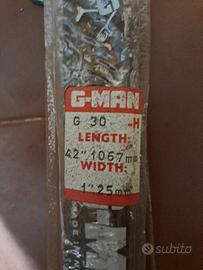 G-MAN
G 30 -H
LENGTH:
42" 1067mm
WIDTH:
1" 25mm
subito